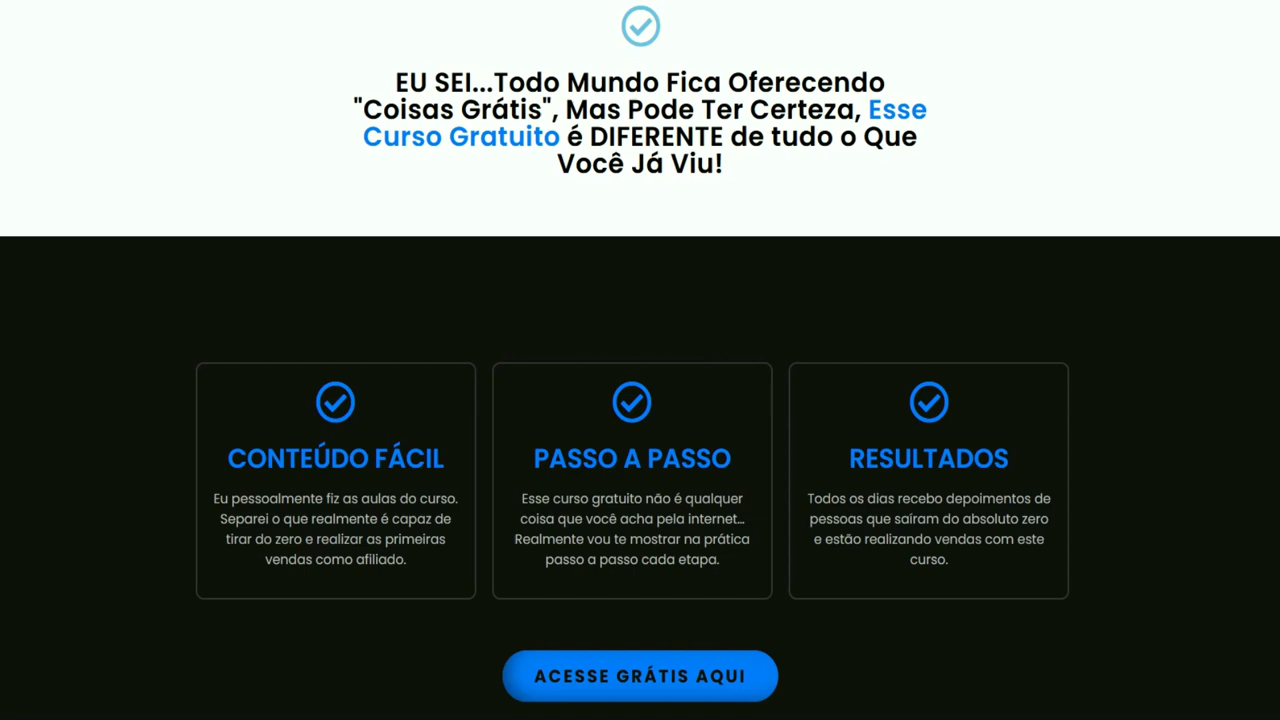 EU SEI...Todo Mundo Fica Oferecendo
"Coisas Grátis", Mas Pode Ter Certeza, Esse
Curso Gratuito é DIFERENTE de tudo o Que
Você Já Viu!
CONTEÚDO FÁCIL
Eu pessoalmente fiz as aulas do curso.
Separei o que realmente é capaz de
tirar do zero e realizar as primeiras
vendas como afiliado.
PASSO A PASSO
Esse curso gratuito não é qualquer
coisa que você acha pela internet...
Realmente vou te mostrar na prática
passo a passo cada etapa.
RESULTADOS
Todos os dias recebo depoimentos de
pessoas que saíram do absoluto zero
e estão realizando vendas com este
curso.
ACESSE GRÁTIS AQUI